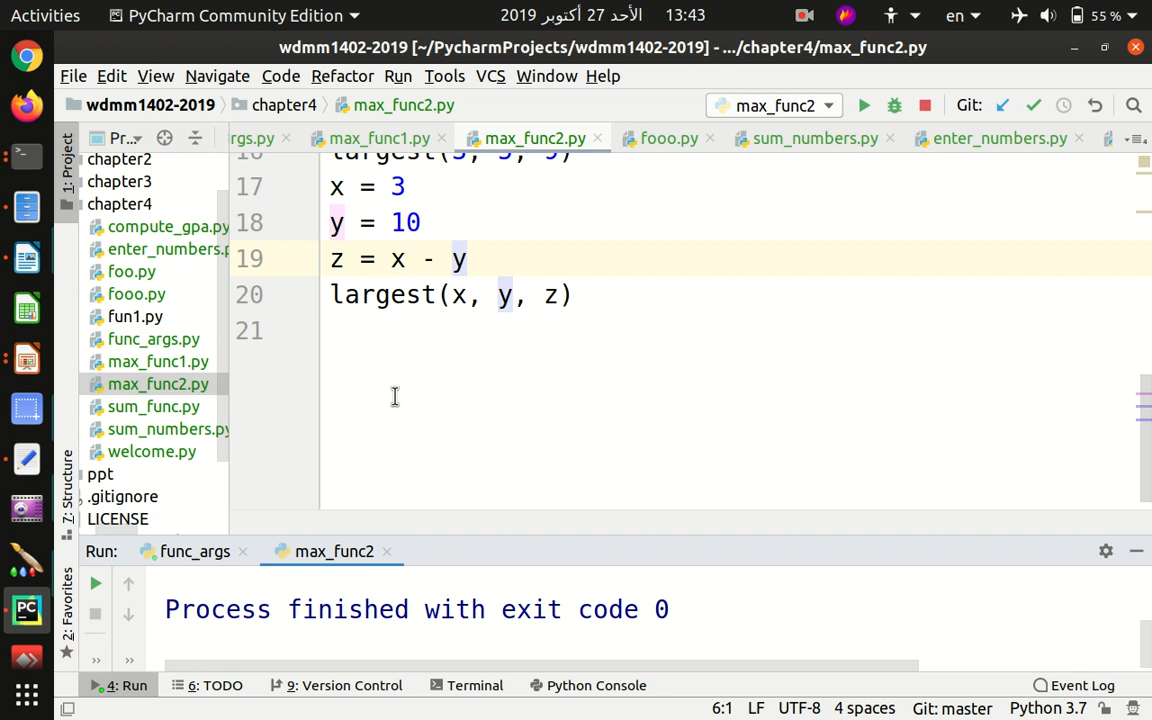 Activities PyCharm Community Edition 2019 الأحد 27 أكتوبر 13:43 en 55 %
wdmm1402-2019 [~/PycharmProjects/wdmm1402-2019] - .../chapter4/max_func2.py
File Edit View Navigate Code Refactor Run Tools VCS Window Help
wdmm1402-2019 chapter4 max_func2.py max_func2 Git:
1: Project Pr... rgs.py max_func1.py max_func2.py fooo.py sum_numbers.py enter_numbers.py
chapter2
chapter3
chapter4
compute_gpa.py
enter_numbers.p
foo.py
fooo.py
fun1.py
func_args.py
max_func1.py
max_func2.py
sum_func.py
sum_numbers.py
welcome.py
ppt
.gitignore
LICENSE
17 x = 3
18 y = 10
19 z = x - y
20 largest(x, y, z)
21
7: Structure
2: Favorites
Run: func_args max_func2
Process finished with exit code 0
4: Run 6: TODO 9: Version Control Terminal Python Console Event Log
6:1 LF UTF-8 4 spaces Git: master Python 3.7